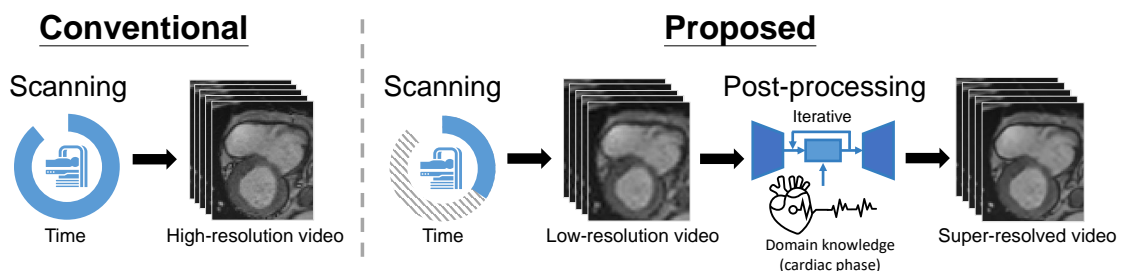 Conventional
Scanning
Time
High-resolution video
Proposed
Scanning
Time
Low-resolution video
Post-processing
Iterative
Domain knowledge
(cardiac phase)
Super-resolved video